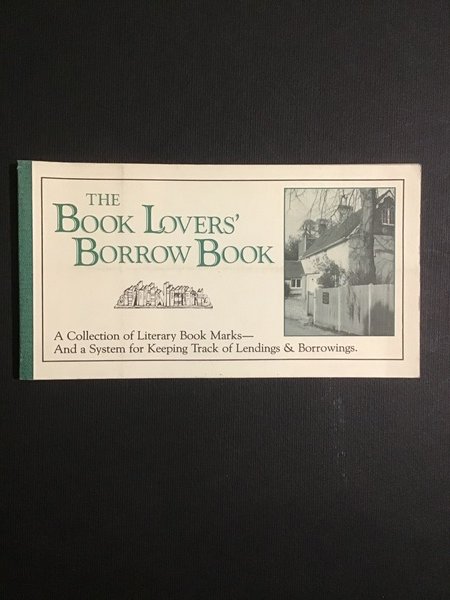 THE
BOOK LOVERS'
BORROW BOOK
A Collection of Literary Book Marks—
And a System for Keeping Track of Lendings & Borrowings.